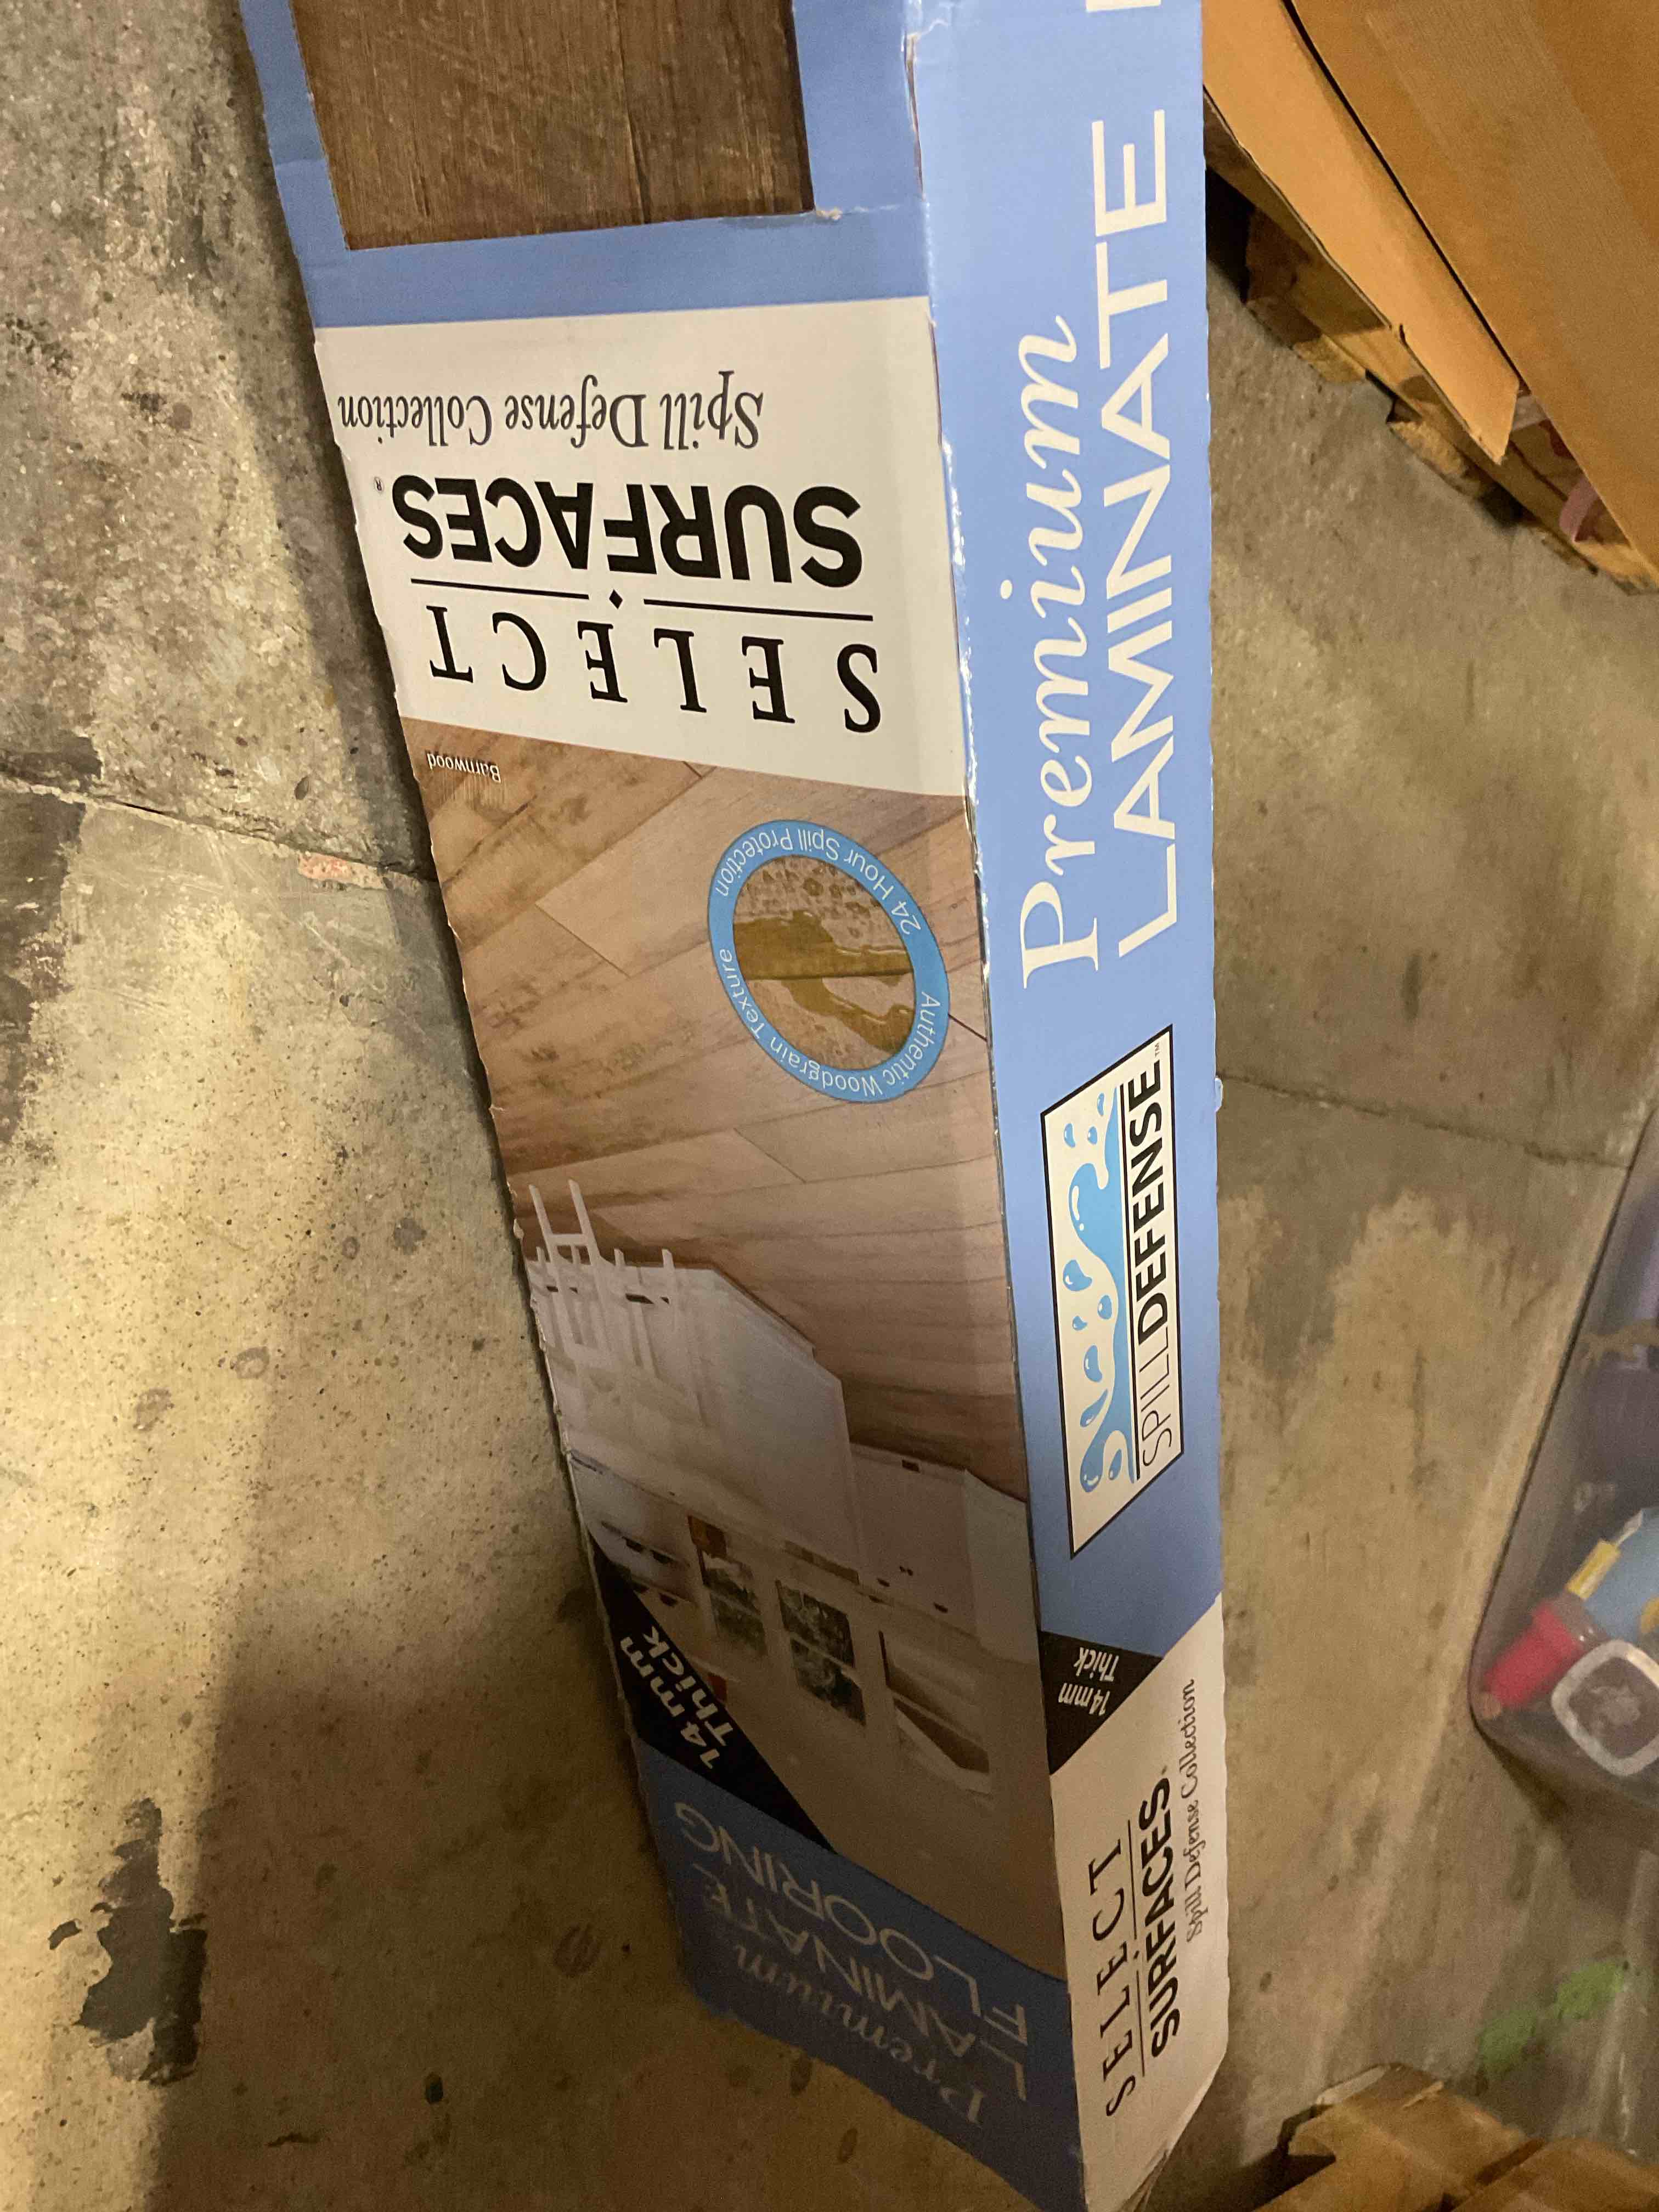 Premium
LAMINATE
FLOORING
14mm
Thick
Authentic Woodgrain Texture
24 Hour Spill Protection
Barnwood
SELECT
SURFACES®
Spill Defense Collection
SELECT
SURFACES®
Spill Defense Collection
14mm
Thick
SPILLDEFENSE™
Premium
LAMINATE